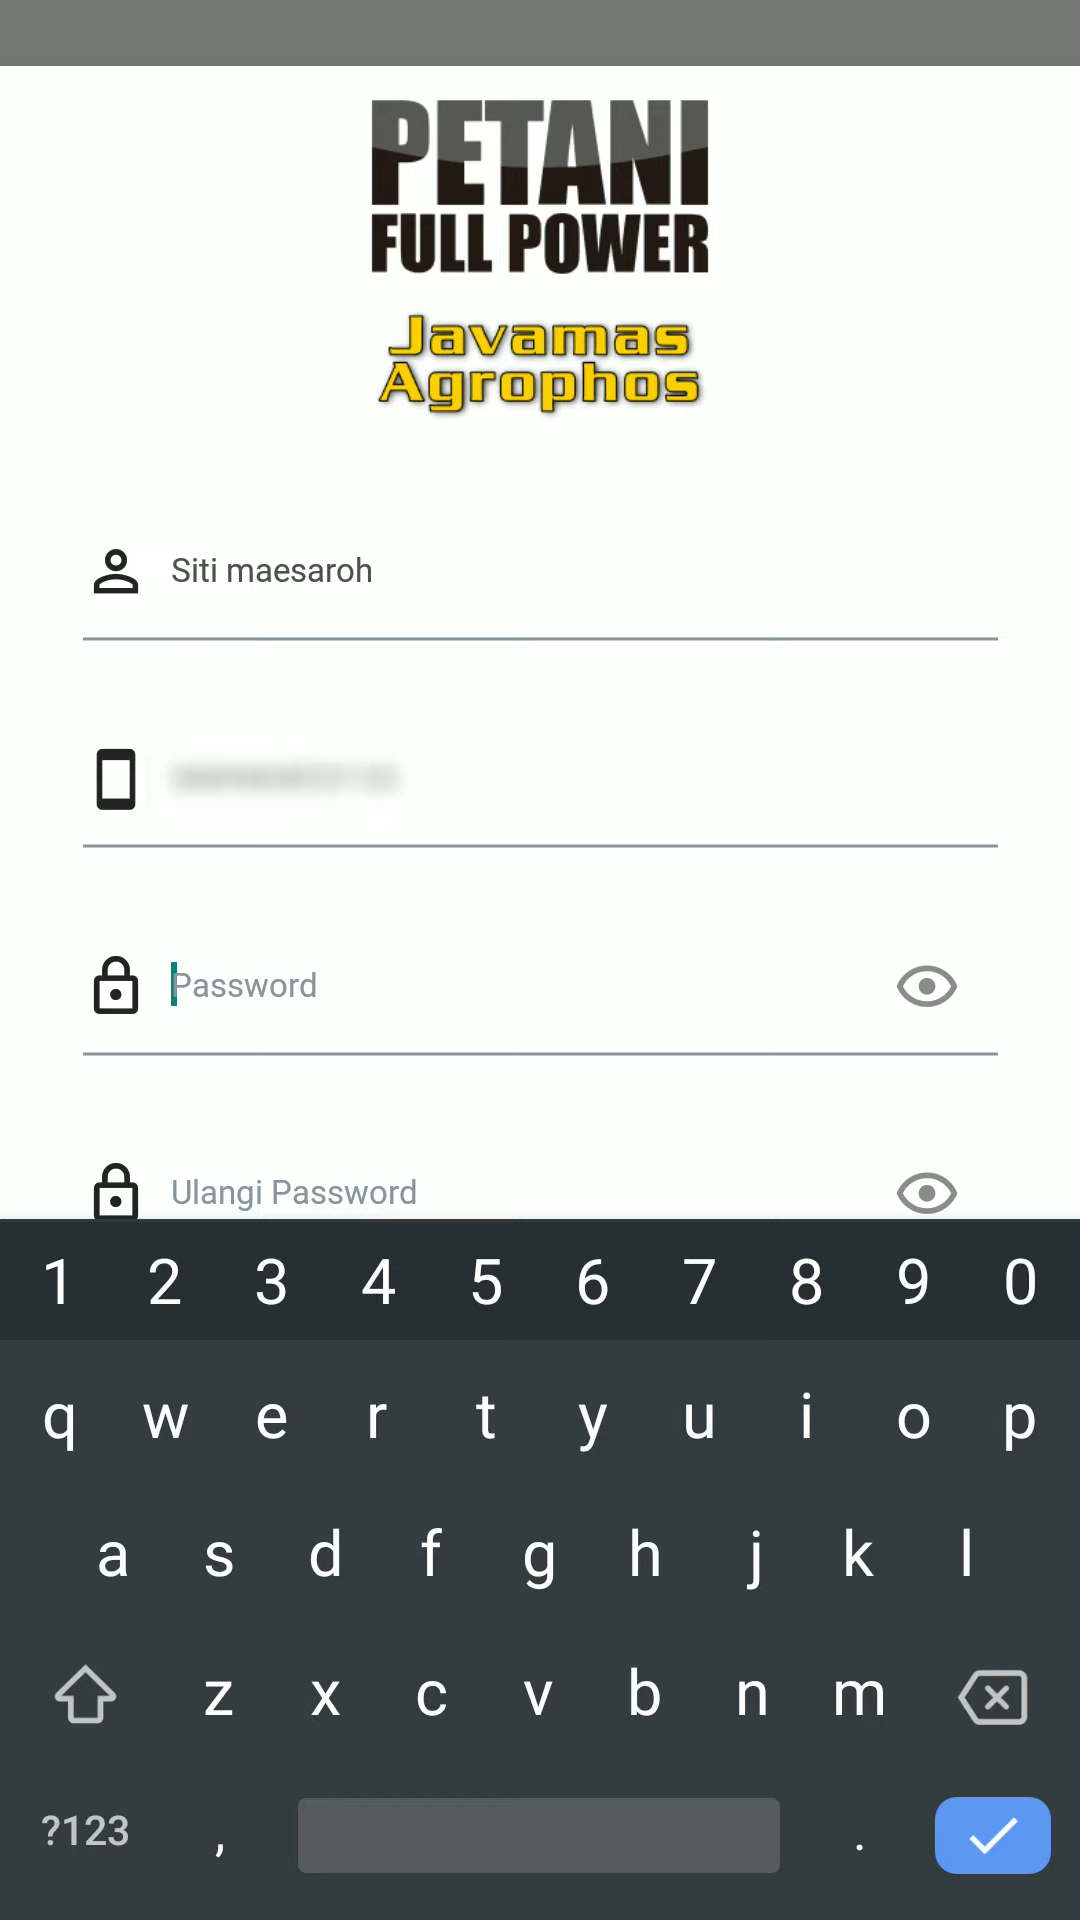 PETANI
FULL POWER
Javamas
Agrophos
Siti maesaroh
Password
Ulangi Password
1 2 3 4 5 6 7 8 9 0
q w e r t y u i o p
a s d f g h j k l
z x c v b n m
?123 , .